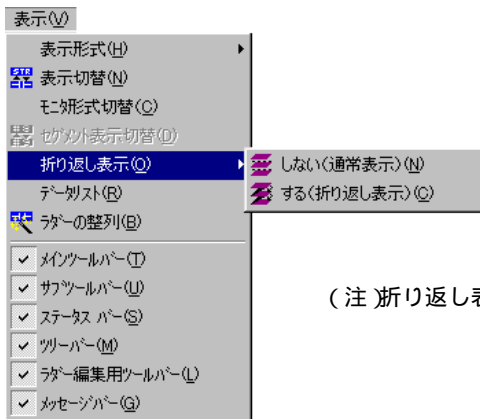 表示(V)
表示形式(H)
表示切替(N)
ﾓﾆﾀ形式切替(C)
ｾｸﾞﾒﾝﾄ表示切替(D)
折り返し表示(O)
しない(通常表示)(N)
する(折り返し表示)(C)
ﾃﾞｰﾀﾘｽﾄ(R)
ﾗﾀﾞｰの整列(B)
ﾒｲﾝﾂｰﾙﾊﾞｰ(T)
ｻﾌﾞﾂｰﾙﾊﾞｰ(U)
(注)折り返し表
ｽﾃｰﾀｽ ﾊﾞｰ(S)
ﾂﾘｰﾊﾞｰ(M)
ﾗﾀﾞｰ編集用ﾂｰﾙﾊﾞｰ(L)
ﾒｯｾｰｼﾞﾊﾞｰ(G)